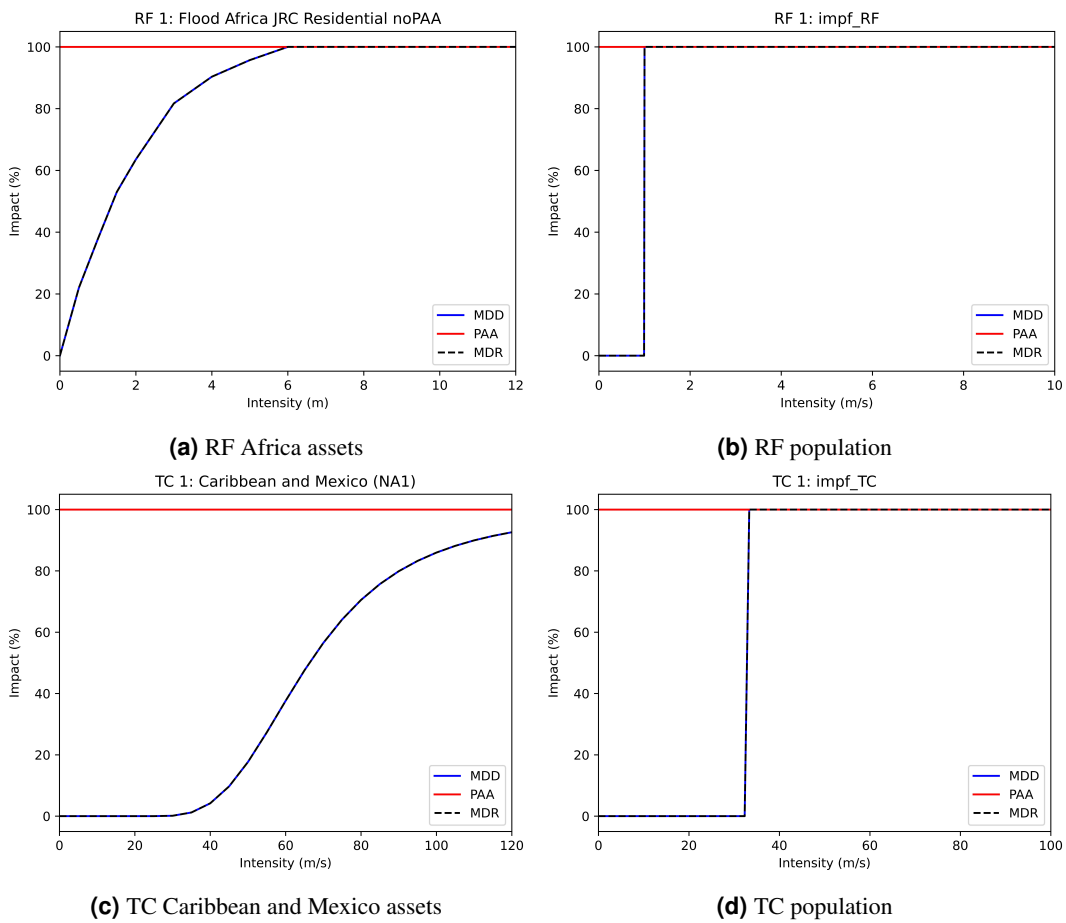 RF 1: Flood Africa JRC Residential noPAA
100
80
60
40
20
0
Impact (%)
0 2 4 6 8 10 12
Intensity (m)
MDD
PAA
MDR
(a) RF Africa assets
RF 1: impf_RF
100
80
60
40
20
0
Impact (%)
0 2 4 6 8 10
Intensity (m/s)
MDD
PAA
MDR
(b) RF population
TC 1: Caribbean and Mexico (NA1)
100
80
60
40
20
0
Impact (%)
0 20 40 60 80 100 120
Intensity (m/s)
MDD
PAA
MDR
(c) TC Caribbean and Mexico assets
TC 1: impf_TC
100
80
60
40
20
0
Impact (%)
0 20 40 60 80 100
Intensity (m/s)
MDD
PAA
MDR
(d) TC population